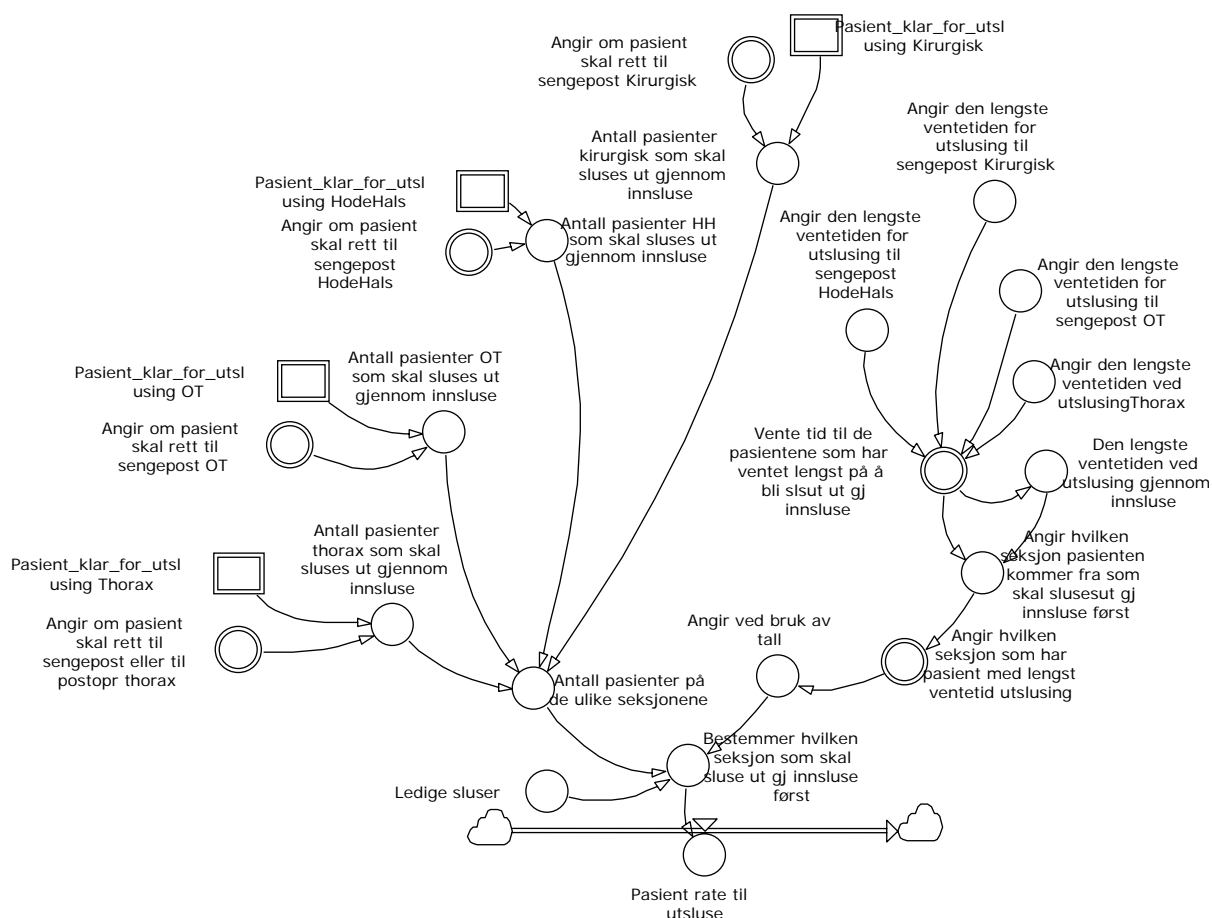 Angir om pasient
skal rett til
sengepost Kirurgisk
Pasient_klar_for_utsl
using Kirurgisk
Angir den lengste
ventetiden for
utslusing til
sengepost Kirurgisk
Antall pasienter
kirurgisk som skal
sluses ut gjennom
innsluse
Pasient_klar_for_utsl
using HodeHals
Angir om pasient
skal rett til
sengepost
HodeHals
Antall pasienter HH
som skal sluses ut
gjennom innsluse
Angir den lengste
ventetiden for
utslusing til
sengepost
HodeHals
Angir den lengste
ventetiden for
utslusing til
sengepost OT
Pasient_klar_for_utsl
using OT
Antall pasienter OT
som skal sluses ut
gjennom innsluse
Angir den lengste
ventetiden ved
utslusingThorax
Angir om pasient
skal rett til
sengepost OT
Vente tid til de
pasientene som har
ventet lengst på å
bli slsut ut gj
innsluse
Den lengste
ventetiden ved
utslusing gjennom
innsluse
Antall pasienter
thorax som skal
sluses ut gjennom
innsluse
Pasient_klar_for_utsl
using Thorax
Angir hvilken
seksjon pasienten
kommer fra som
skal slusesut gj
innsluse først
Angir om pasient
skal rett til
sengepost eller til
postopr thorax
Angir ved bruk av
tall
Angir hvilken
seksjon som har
pasient med lengst
ventetid utslusing
Antall pasienter på
de ulike seksjonene
Bestemmer hvilken
seksjon som skal
sluse ut gj innsluse
først
Ledige sluser
Pasient rate til
utsluse